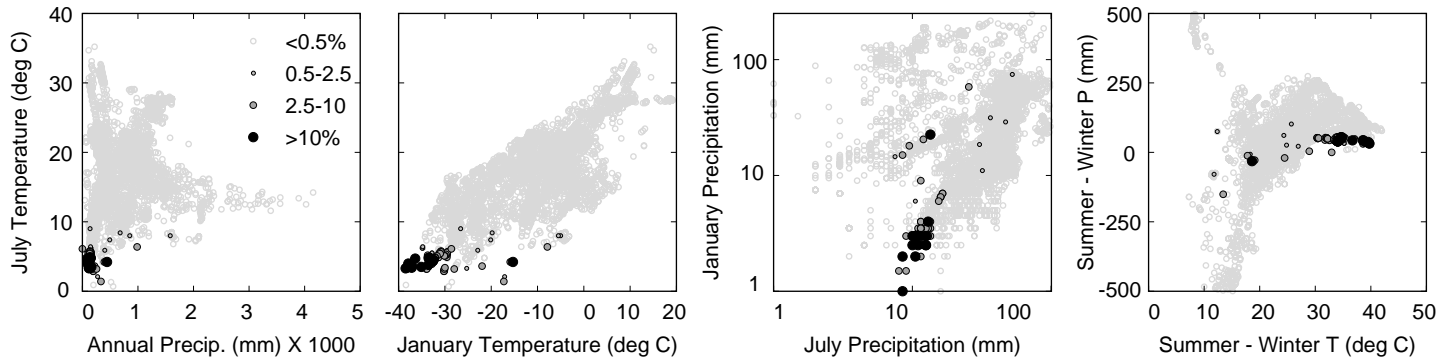 40
30
20
10
0
July Temperature (deg C)
<0.5%
0.5-2.5
2.5-10
>10%
0 1 2 3 4 5
Annual Precip. (mm) X 1000
-40 -30 -20 -10 0 10 20
January Temperature (deg C)
100
10
1
January Precipitation (mm)
1 10 100
July Precipitation (mm)
500
250
0
-250
-500
Summer - Winter P (mm)
0 10 20 30 40 50
Summer - Winter T (deg C)